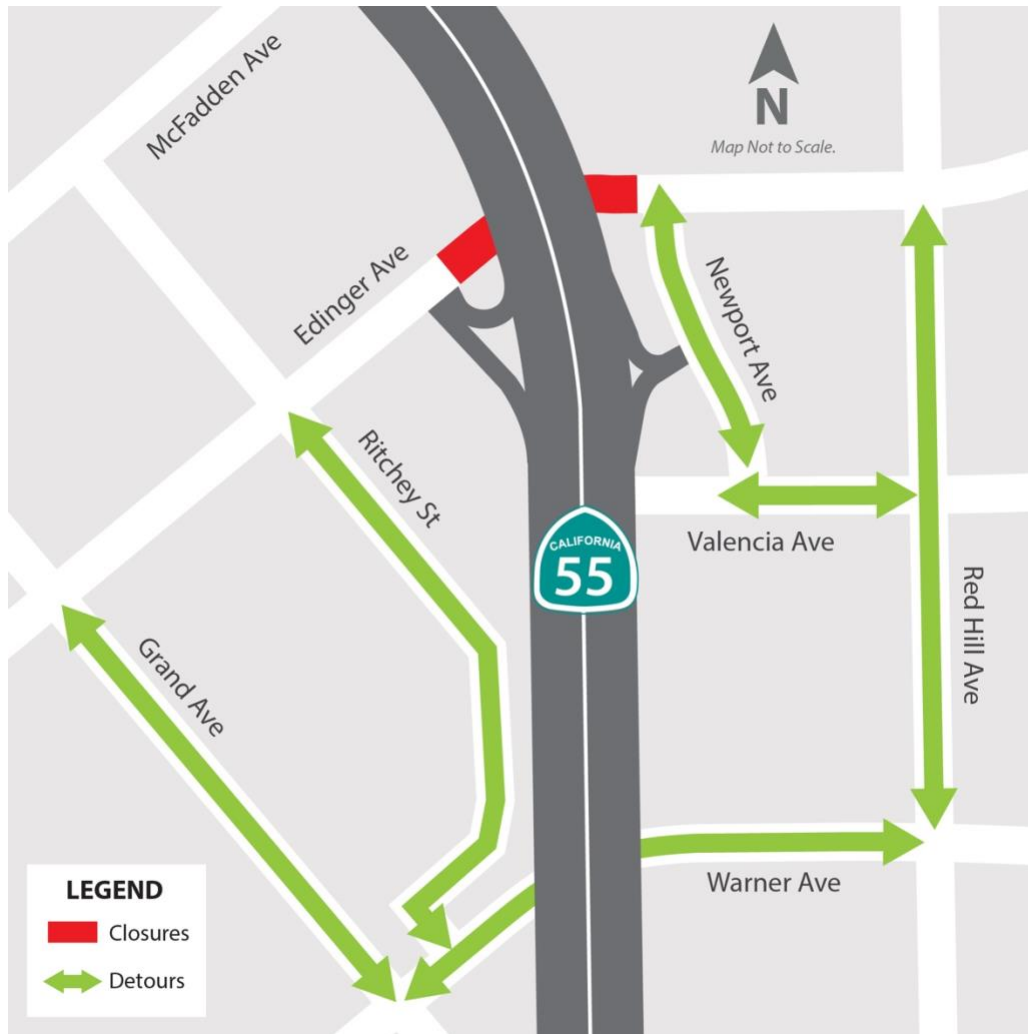 McFadden Ave
N
Map Not to Scale.
Edinger Ave
Newport Ave
Ritchey St
CALIFORNIA
55
Valencia Ave
Red Hill Ave
Grand Ave
Warner Ave
LEGEND
Closures
Detours